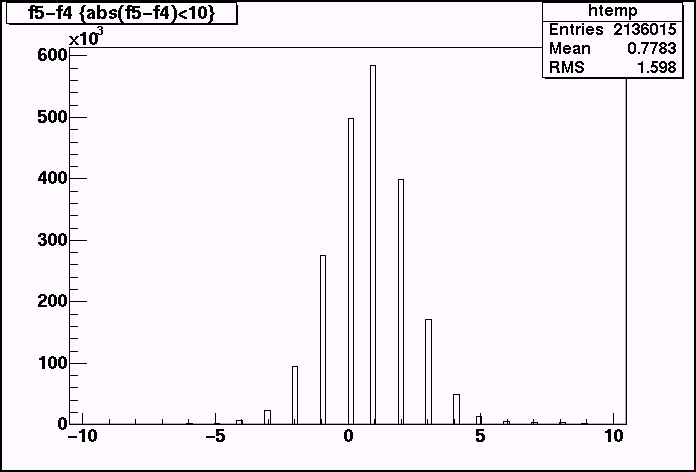 f5-f4 {abs(f5-f4)<10}
htemp
Entries 2136015
Mean 0.7783
RMS 1.598
x10³
600
500
400
300
200
100
0
-10 -5 0 5 10